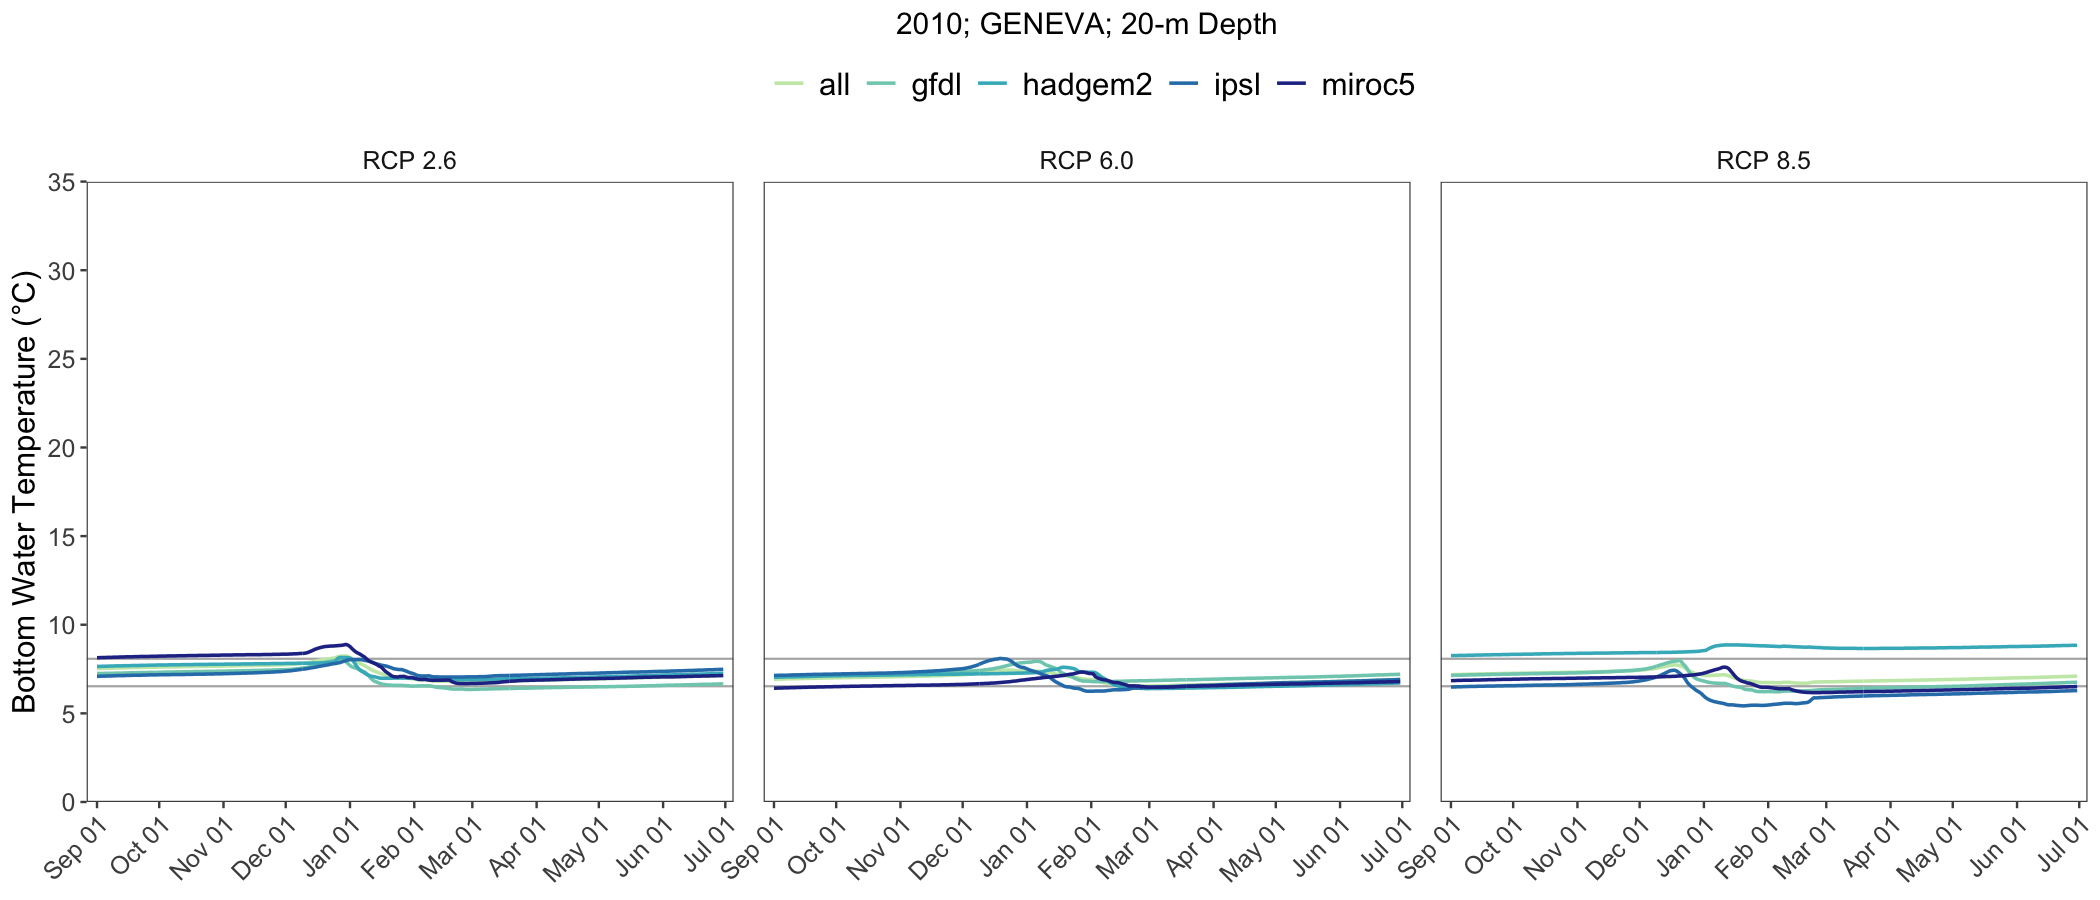 2010; GENEVA; 20-m Depth
all gfdl hadgem2 ipsl miroc5
RCP 2.6 RCP 6.0 RCP 8.5
Bottom Water Temperature (°C)
35
30
25
20
15
10
5
0
Sep 01 Oct 01 Nov 01 Dec 01 Jan 01 Feb 01 Mar 01 Apr 01 May 01 Jun 01 Jul 01
Sep 01 Oct 01 Nov 01 Dec 01 Jan 01 Feb 01 Mar 01 Apr 01 May 01 Jun 01 Jul 01
Sep 01 Oct 01 Nov 01 Dec 01 Jan 01 Feb 01 Mar 01 Apr 01 May 01 Jun 01 Jul 01